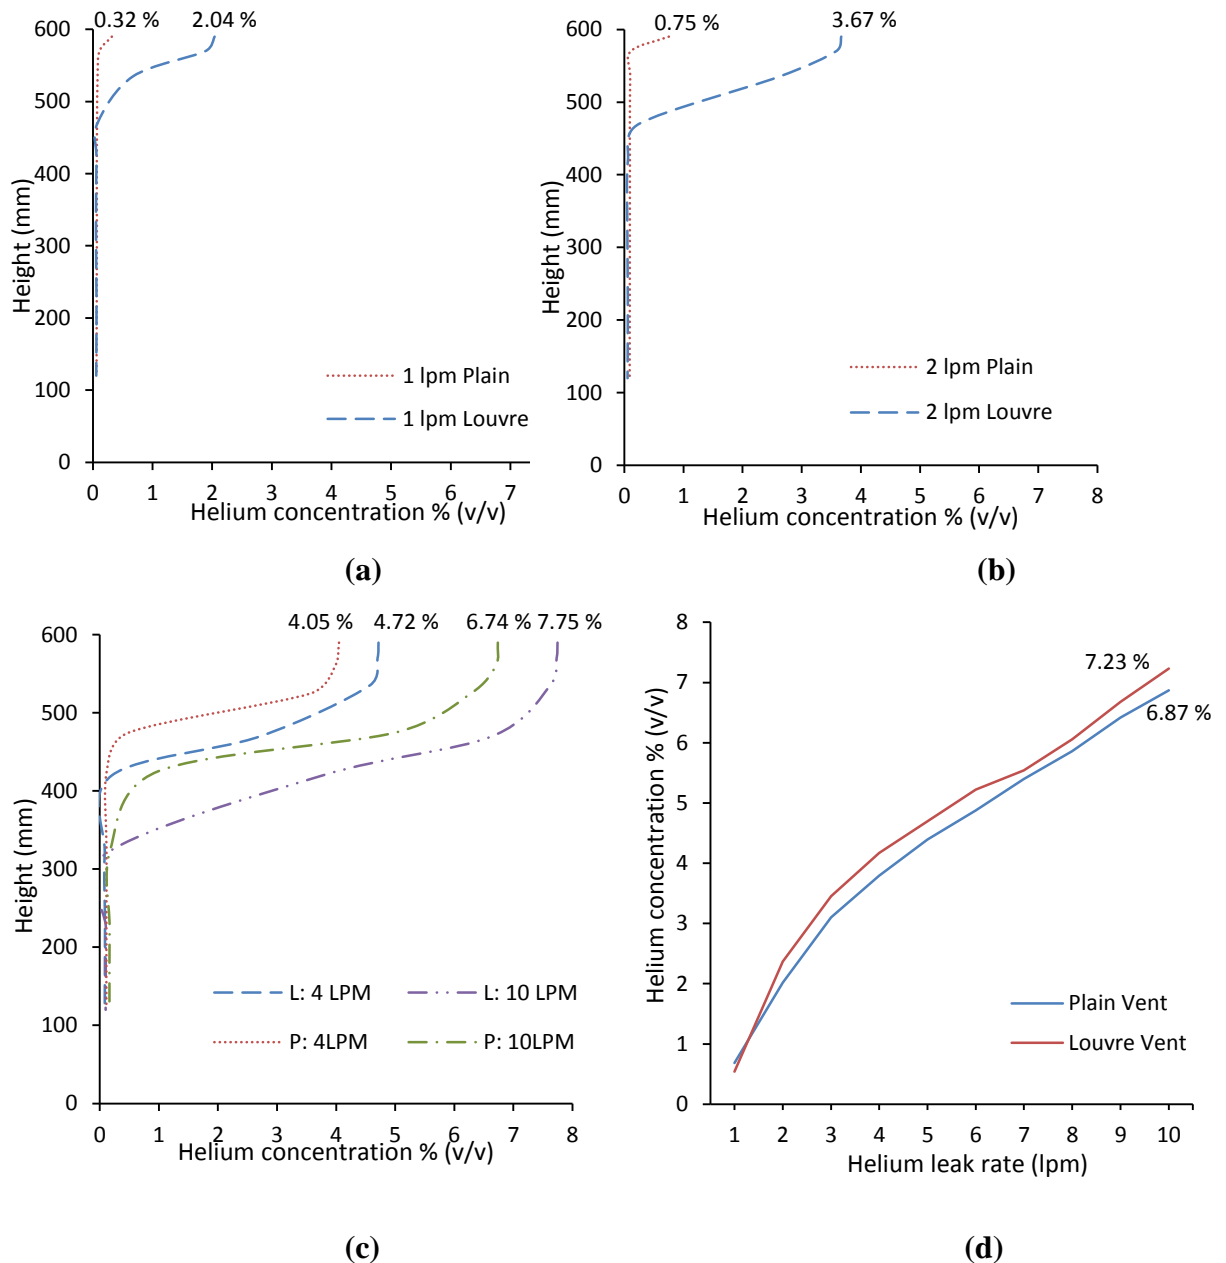 0.32 %
2.04 %
600
500
400
300
200
100
0
Height (mm)
1 lpm Plain
1 lpm Louvre
0 1 2 3 4 5 6 7
Helium concentration % (v/v)
(a)
0.75 %
3.67 %
600
500
400
300
200
100
0
Height (mm)
2 lpm Plain
2 lpm Louvre
0 1 2 3 4 5 6 7 8
Helium concentration % (v/v)
(b)
4.05 % 4.72 % 6.74 % 7.75 %
600
500
400
300
200
100
0
Height (mm)
L: 4 LPM L: 10 LPM
P: 4LPM P: 10LPM
0 1 2 3 4 5 6 7 8
Helium concentration % (v/v)
(c)
8
7
6
5
4
3
2
1
0
Helium concentration % (v/v)
7.23 %
6.87 %
Plain Vent
Louvre Vent
1 2 3 4 5 6 7 8 9 10
Helium leak rate (lpm)
(d)